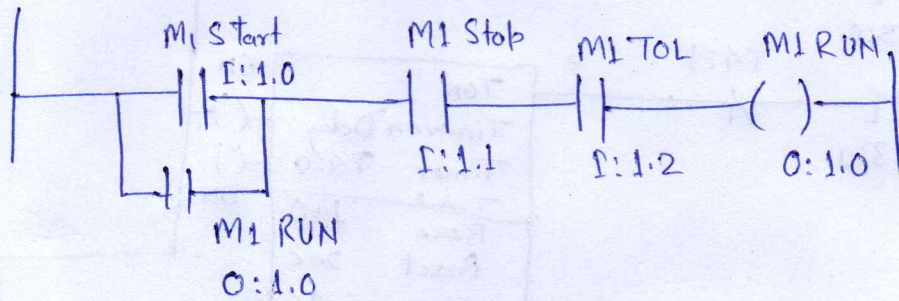 M1 Start
I:1.0
M1 Stop
I:1.1
M1 TOL
I:1.2
M1 RUN
O:1.0
M1 RUN
O:1.0